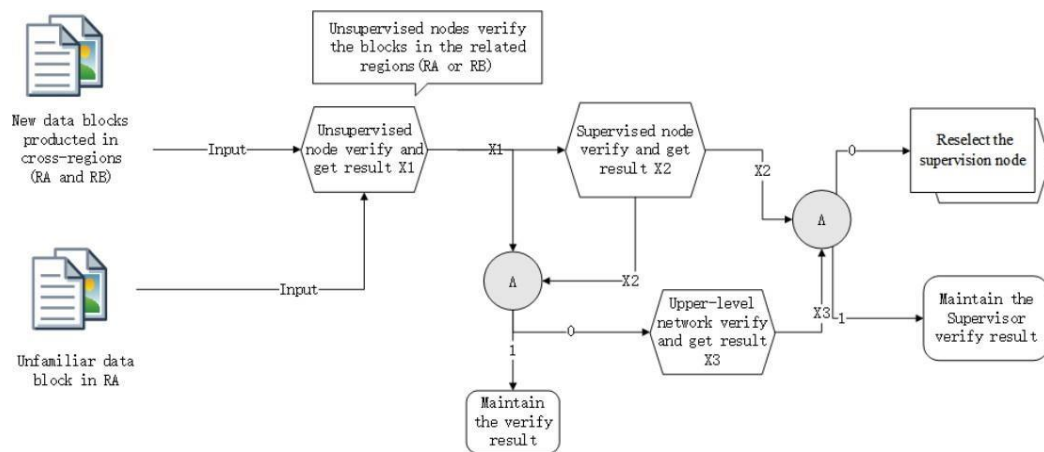 Unsupervised nodes verify
the blocks in the related
regions(RA or RB)
New data blocks
producted in
cross-regions
(RA and RB)
Input
Unsupervised
node verify and
get result X1
X1
Supervised node
verify and get
result X2
X2
0
Reselect the
supervision node
Λ
Unfamiliar data
block in RA
Input
Λ
X2
0
1
Upper-level
network verify
and get result
X3
X3
1
Maintain the
Supervisor
verify result
Maintain
the verify
result